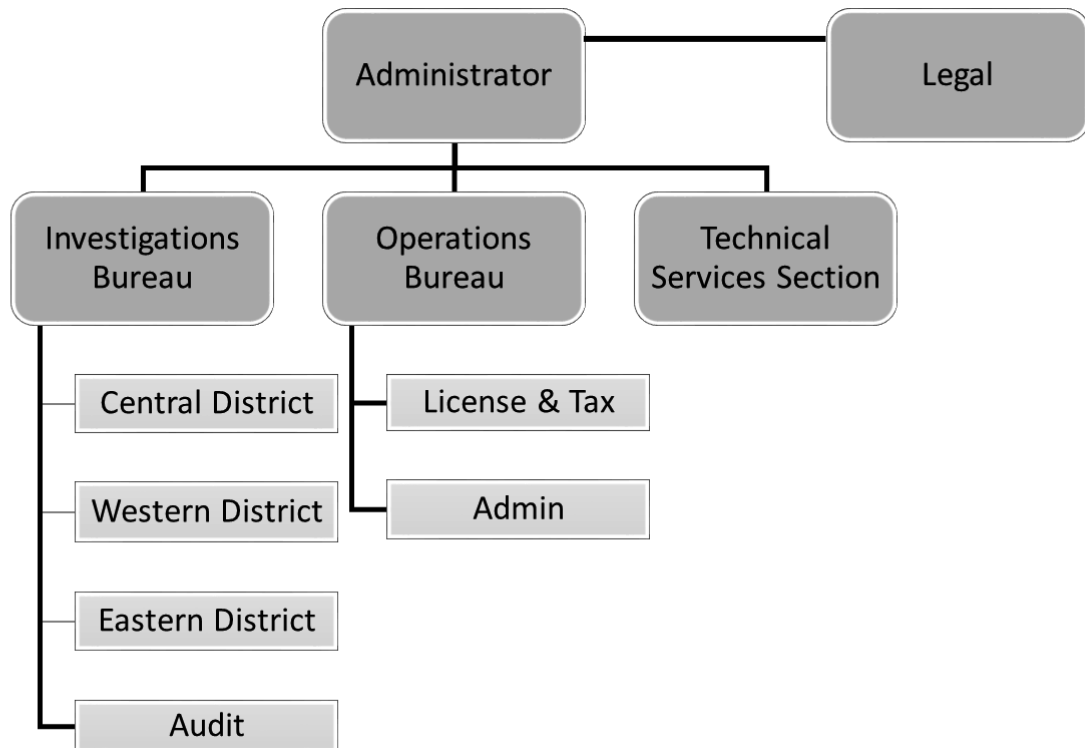 Administrator
Legal
Investigations
Bureau
Operations
Bureau
Technical
Services Section
Central District
Western District
Eastern District
Audit
License & Tax
Admin